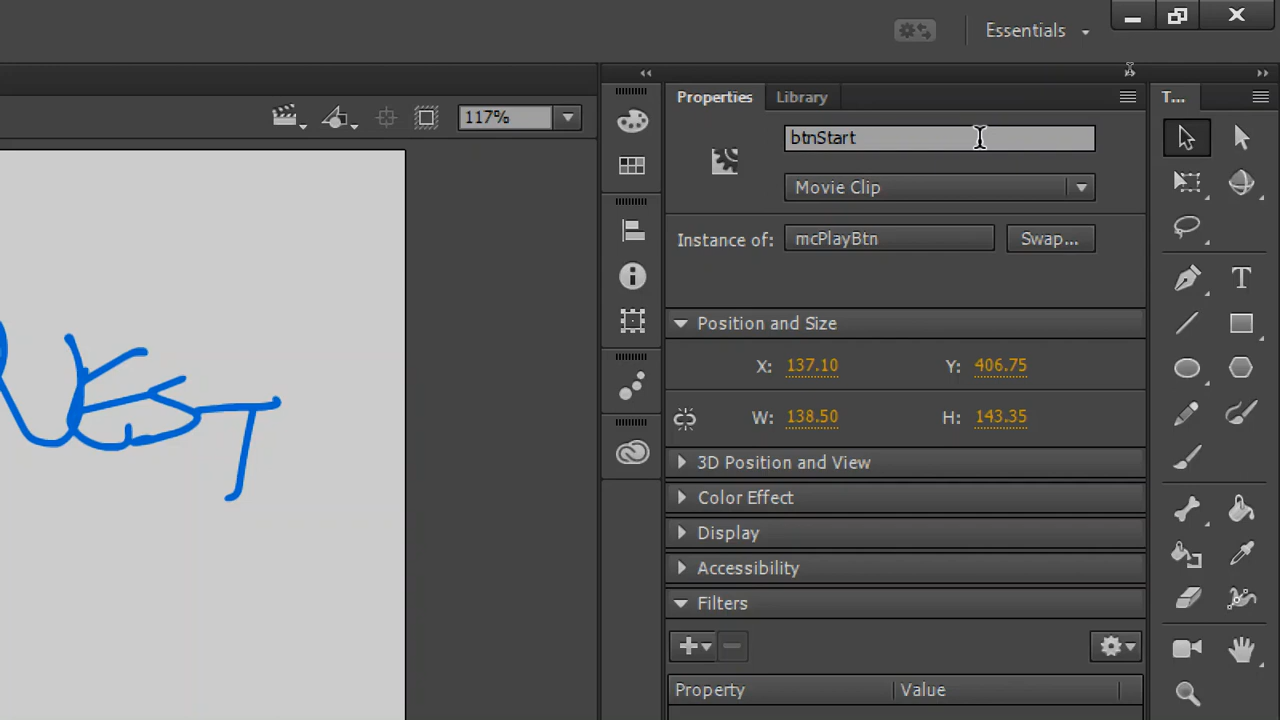 Essentials
117%
Properties
Library
T...
btnStart
Movie Clip
Instance of:
mcPlayBtn
Swap...
Position and Size
X: 137.10
Y: 406.75
W: 138.50
H: 143.35
3D Position and View
Color Effect
Display
Accessibility
Filters
Property
Value